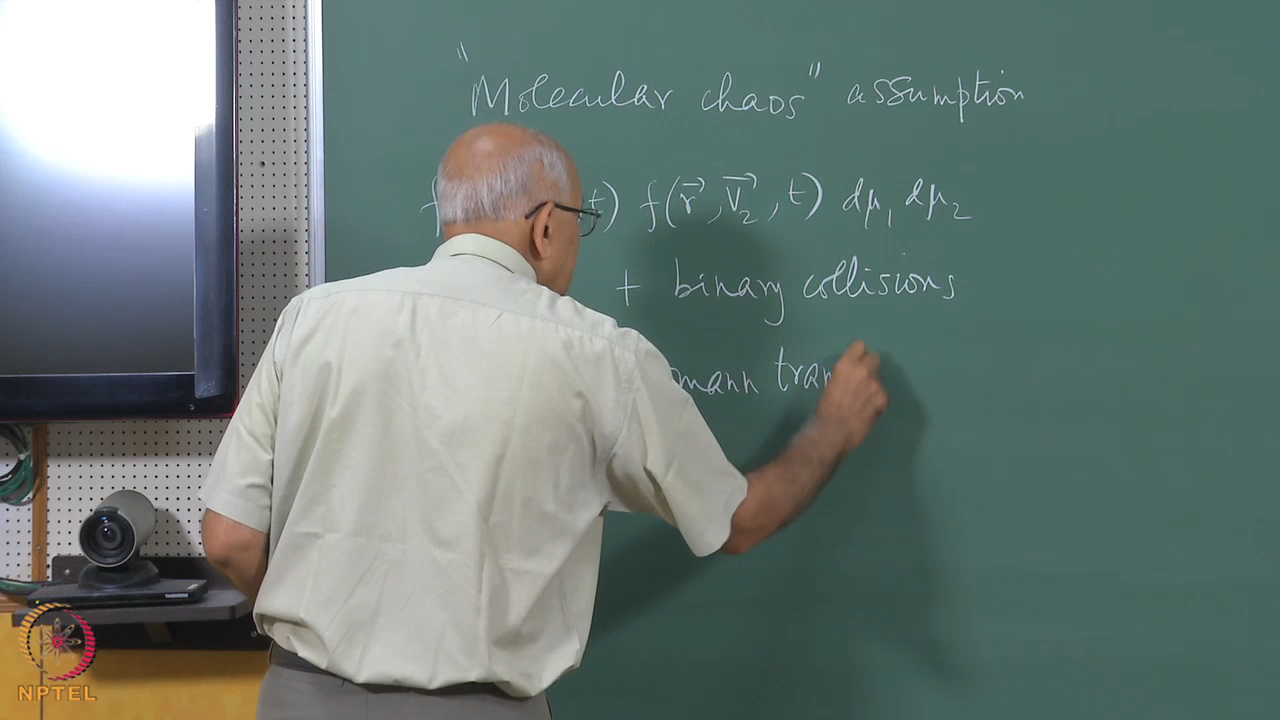 "Molecular chaos" assumption
t) f(r⃗, V⃗₂, t) dμ₁ dμ₂
+ binary collisions
mann tran
NPTEL